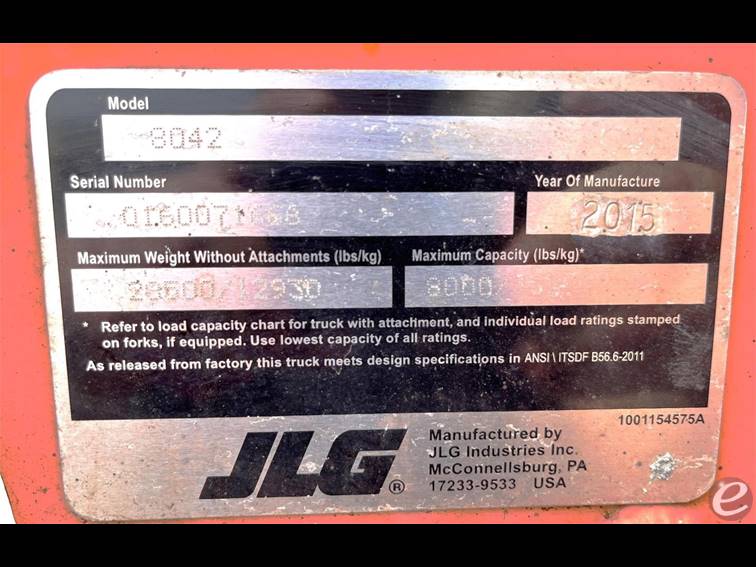 Model
8042
Serial Number
Year Of Manufacture
2015
Maximum Weight Without Attachments (lbs/kg)
Maximum Capacity (lbs/kg)*
28500/12930
8000/
* Refer to load capacity chart for truck with attachment, and individual load ratings stamped
on forks, if equipped. Use lowest capacity of all ratings.
As released from factory this truck meets design specifications in ANSI \ ITSDF B56.6-2011
1001154575A
JLG®
Manufactured by
JLG Industries Inc.
McConnellsburg, PA
17233-9533 USA
e